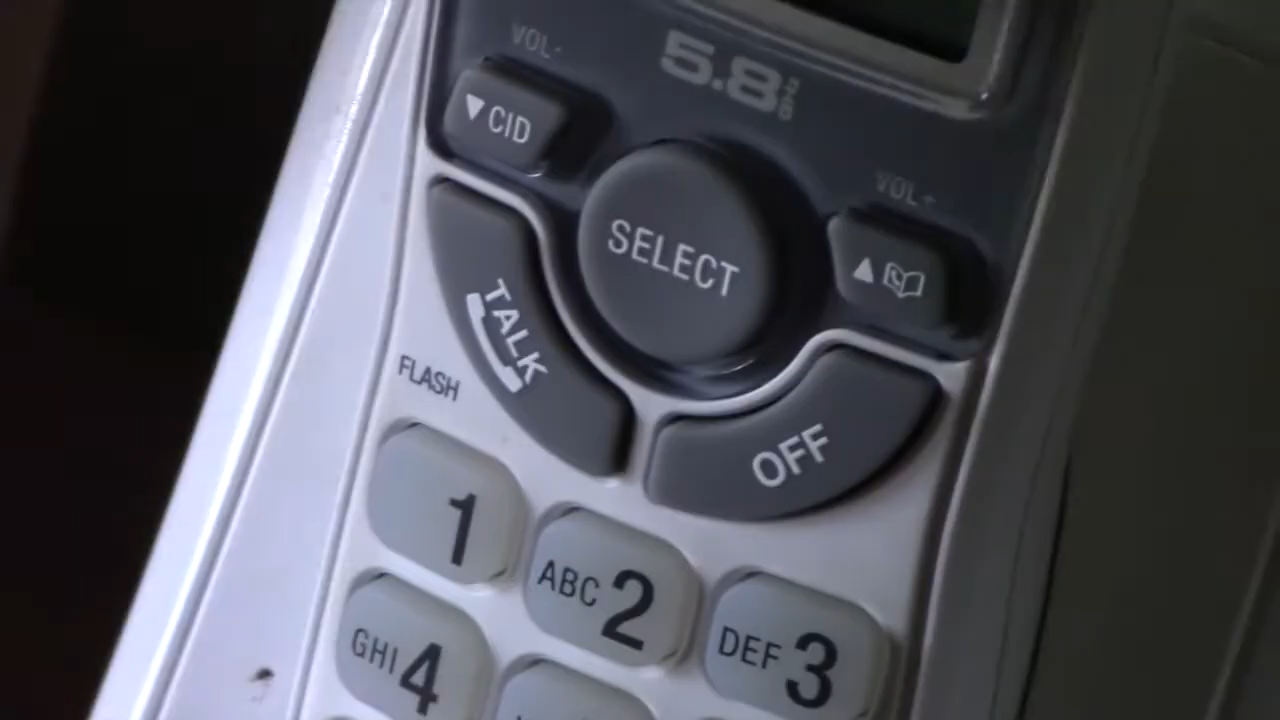 VOL-
5.8
CID
VOL+
SELECT
TALK
FLASH
OFF
1
ABC 2
DEF 3
GHI 4